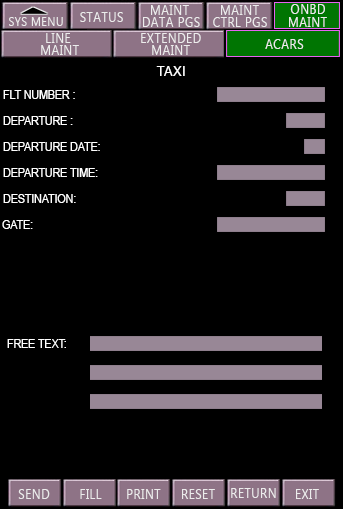 SYS MENU
STATUS
MAINT
DATA PGS
MAINT
CTRL PGS
ONBD
MAINT
LINE
MAINT
EXTENDED
MAINT
ACARS
TAXI
FLT NUMBER :
DEPARTURE :
DEPARTURE DATE:
DEPARTURE TIME:
DESTINATION:
GATE:
FREE TEXT:
SEND
FILL
PRINT
RESET
RETURN
EXIT